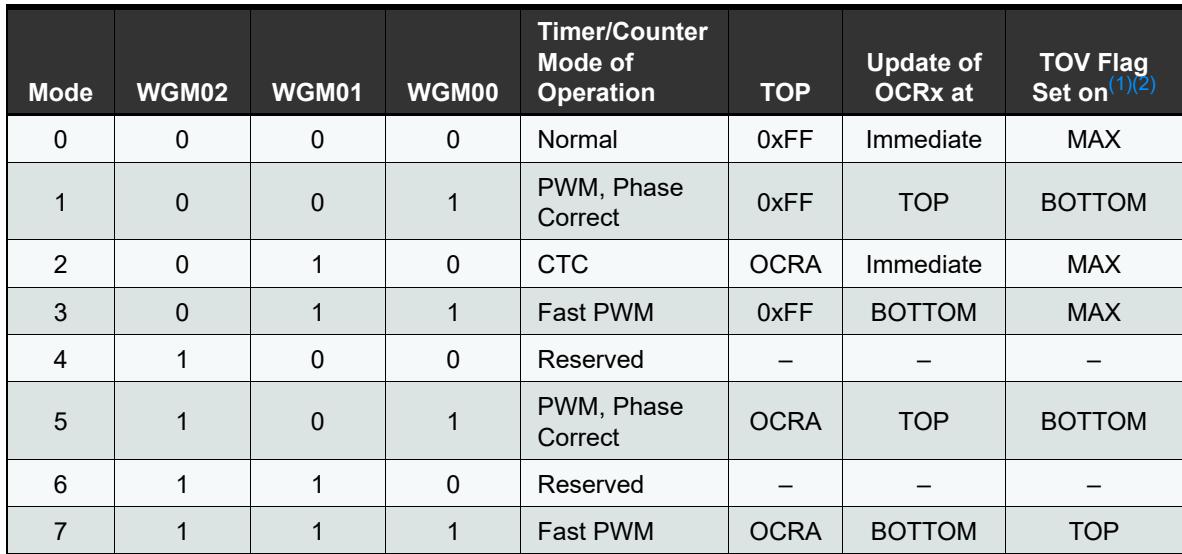 Mode WGM02 WGM01 WGM00 Timer/Counter Mode of Operation TOP Update of OCRx at TOV Flag Set on(1)(2)
0 0 0 0 Normal 0xFF Immediate MAX
1 0 0 1 PWM, Phase Correct 0xFF TOP BOTTOM
2 0 1 0 CTC OCRA Immediate MAX
3 0 1 1 Fast PWM 0xFF BOTTOM MAX
4 1 0 0 Reserved – – –
5 1 0 1 PWM, Phase Correct OCRA TOP BOTTOM
6 1 1 0 Reserved – – –
7 1 1 1 Fast PWM OCRA BOTTOM TOP